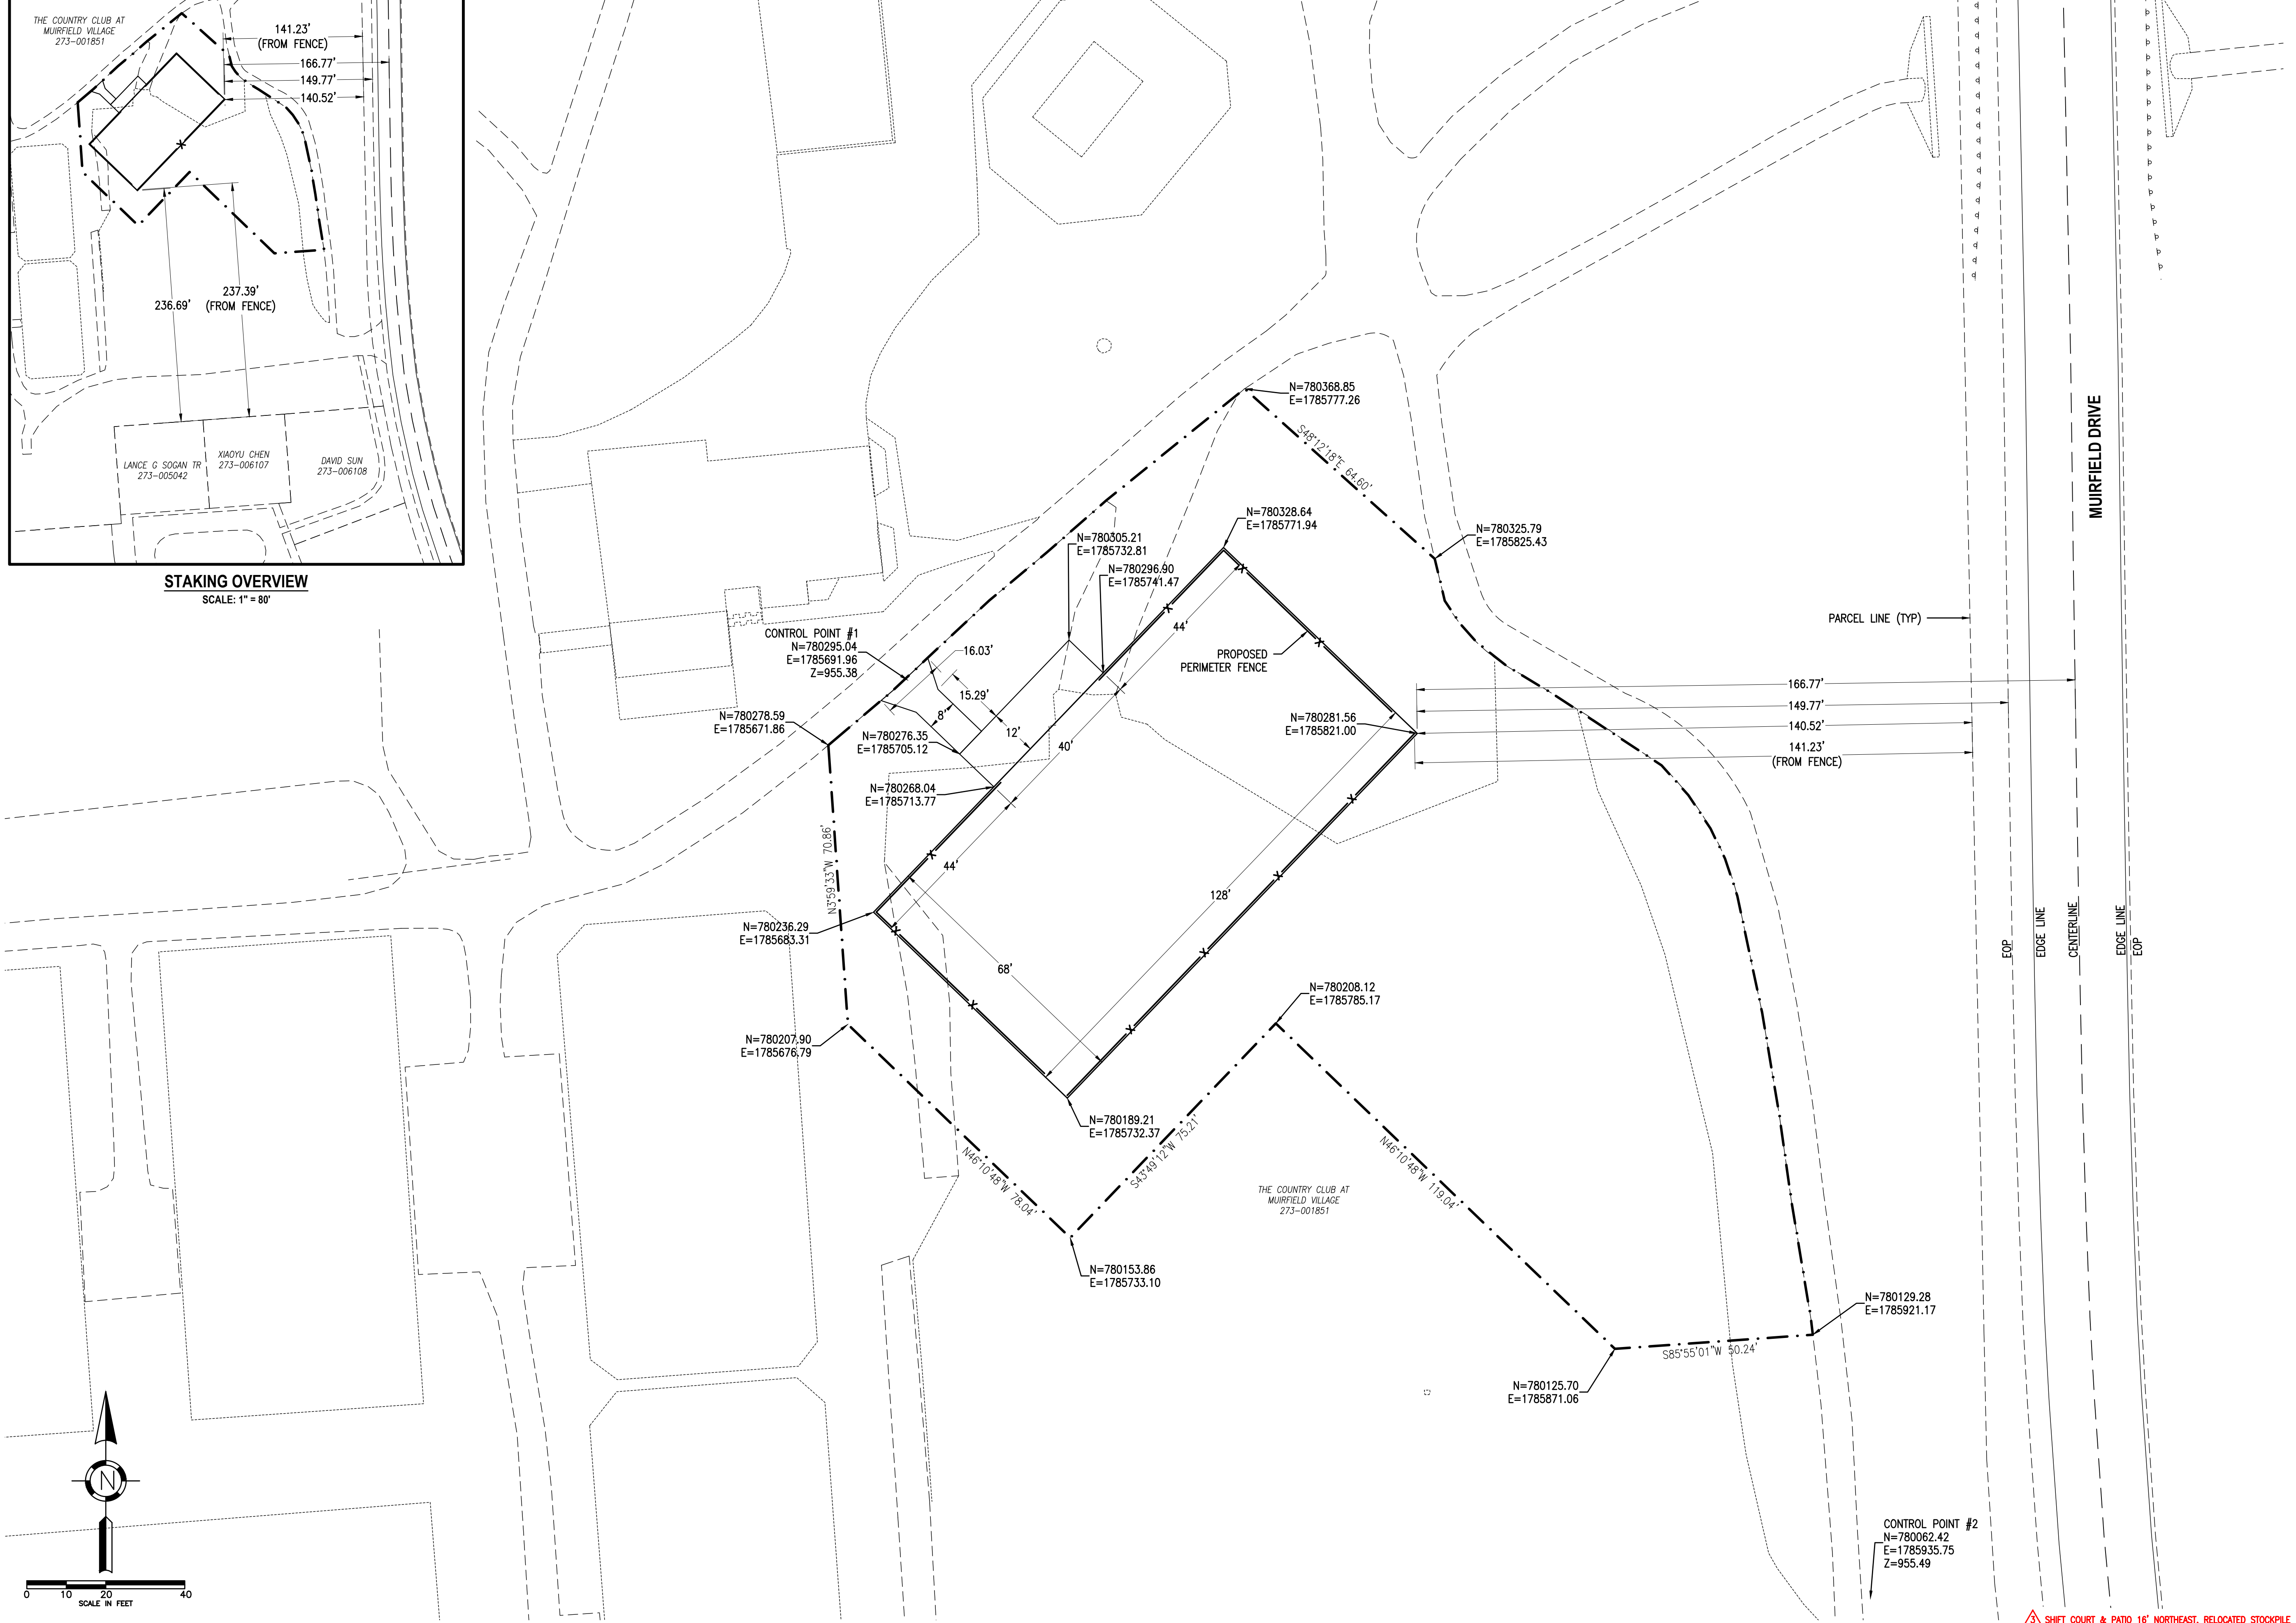 THE COUNTRY CLUB AT
MUIRFIELD VILLAGE
273-001851
141.23'
(FROM FENCE)
166.77'
149.77'
140.52'
236.69'
237.39'
(FROM FENCE)
LANCE G SOGAN TR
273-005042
XIAOYU CHEN
273-006107
DAVID SUN
273-006108
STAKING OVERVIEW
SCALE: 1" = 80'
N=780368.85
E=1785777.26
S48°12'18"E 64.60'
N=780328.64
E=1785771.94
N=780325.79
E=1785825.43
N=780305.21
E=1785732.81
N=780296.90
E=1785741.47
MUIRFIELD DRIVE
PARCEL LINE (TYP)
CONTROL POINT #1
N=780295.04
E=1785691.96
Z=955.38
16.03'
15.29'
8'
12'
44'
40'
44'
PROPOSED
PERIMETER FENCE
166.77'
149.77'
140.52'
141.23'
(FROM FENCE)
N=780278.59
E=1785671.86
N=780276.35
E=1785705.12
N=780281.56
E=1785821.00
N=780268.04
E=1785713.77
N3°59'33"W 70.86'
128'
68'
N=780236.29
E=1785683.31
EOP
EDGE LINE
CENTERLINE
EDGE LINE
EOP
N=780208.12
E=1785785.17
N=780207.90
E=1785676.79
N=780189.21
E=1785732.37
N46°10'48"W 78.04'
S43°49'12"W 75.21'
N46°10'48"W 119.04'
THE COUNTRY CLUB AT
MUIRFIELD VILLAGE
273-001851
N=780153.86
E=1785733.10
N=780129.28
E=1785921.17
S85°55'01"W 50.24'
N=780125.70
E=1785871.06
N
0 10 20 40
SCALE IN FEET
CONTROL POINT #2
N=780062.42
E=1785935.75
Z=955.49
3 SHIFT COURT & PATIO 16' NORTHEAST, RELOCATED STOCKPILE